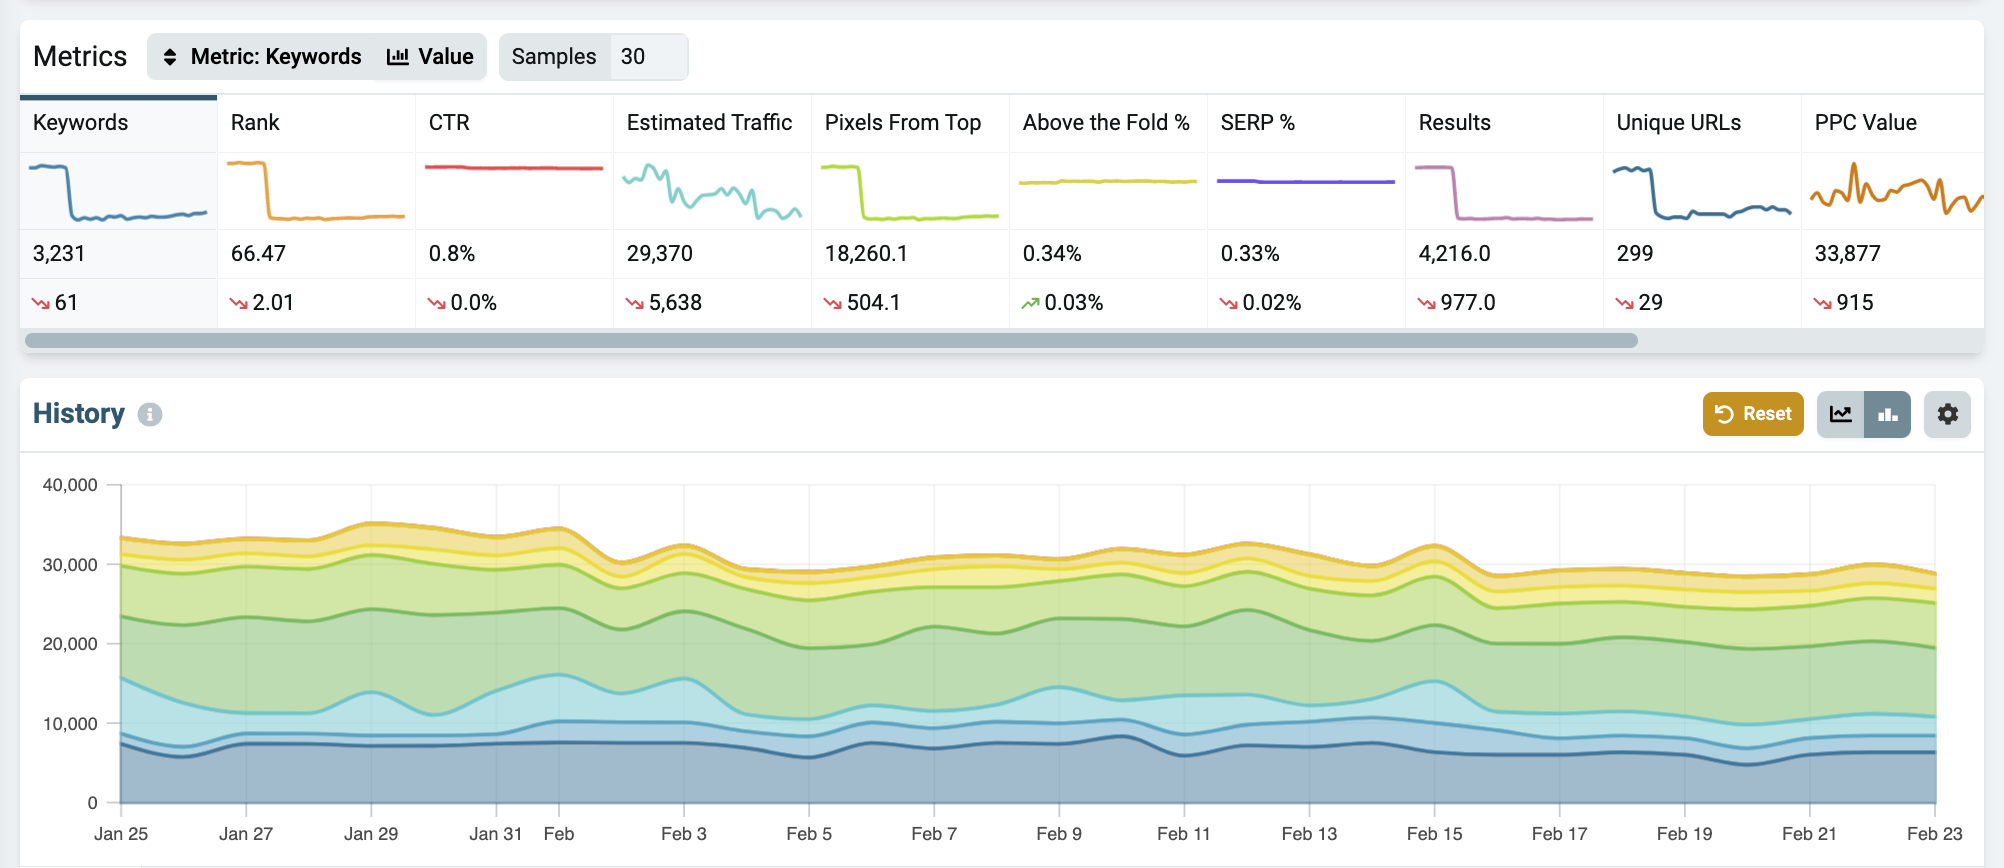 Metrics Metric: Keywords Value Samples 30
Keywords Rank CTR Estimated Traffic Pixels From Top Above the Fold % SERP % Results Unique URLs PPC Value
3,231 66.47 0.8% 29,370 18,260.1 0.34% 0.33% 4,216.0 299 33,877
61 2.01 0.0% 5,638 504.1 0.03% 0.02% 977.0 29 915
History Reset
40,000
30,000
20,000
10,000
0
Jan 25 Jan 27 Jan 29 Jan 31 Feb Feb 3 Feb 5 Feb 7 Feb 9 Feb 11 Feb 13 Feb 15 Feb 17 Feb 19 Feb 21 Feb 23